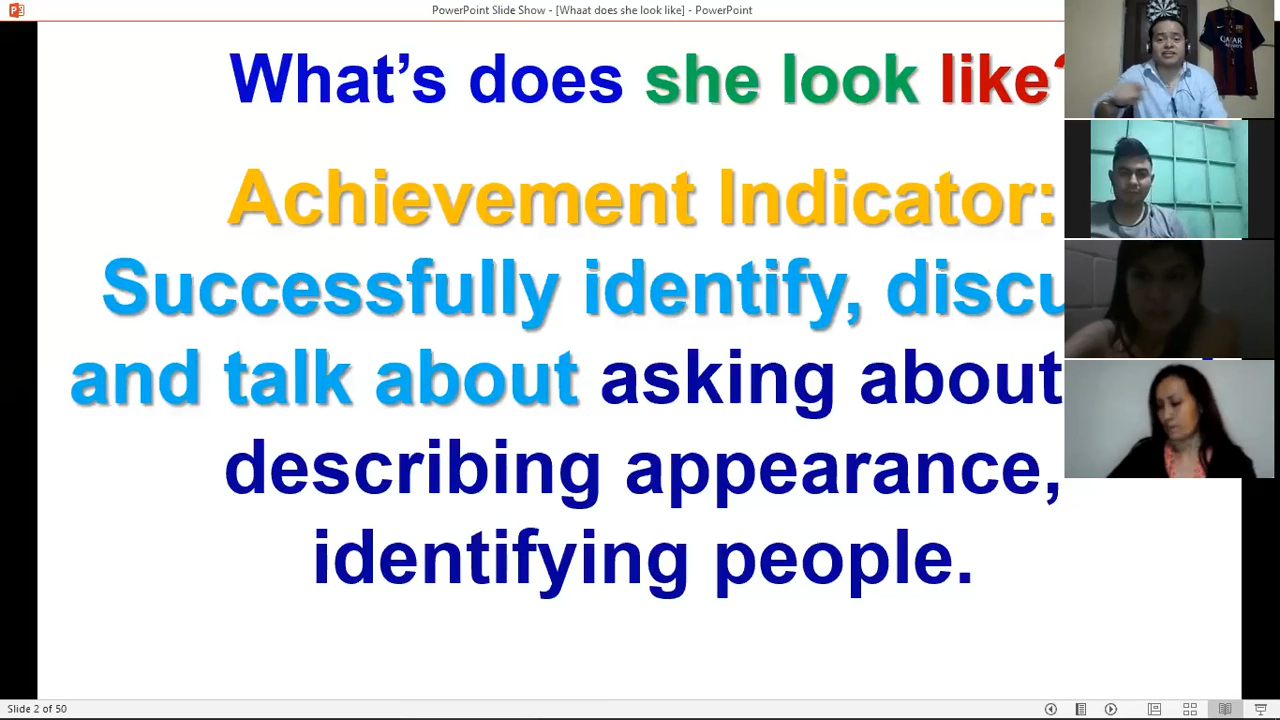 PowerPoint Slide Show - [Whaat does she look like] - PowerPoint
What's does she look like?
Achievement Indicator:
Successfully identify,
and talk about asking about
describing appearance,
identifying people.
QATAR
Slide 2 of 50